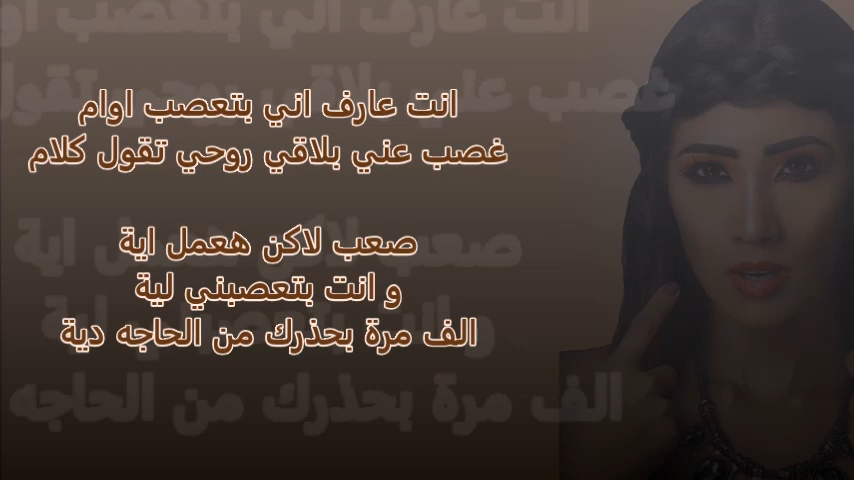 انت عارف اني بتعصب اوام
غصب عني بلاقي روحي تقول كلام
صعب لاكن هعمل اية
و انت بتعصبني لية
الف مرة بحذرك من الحاجه دية